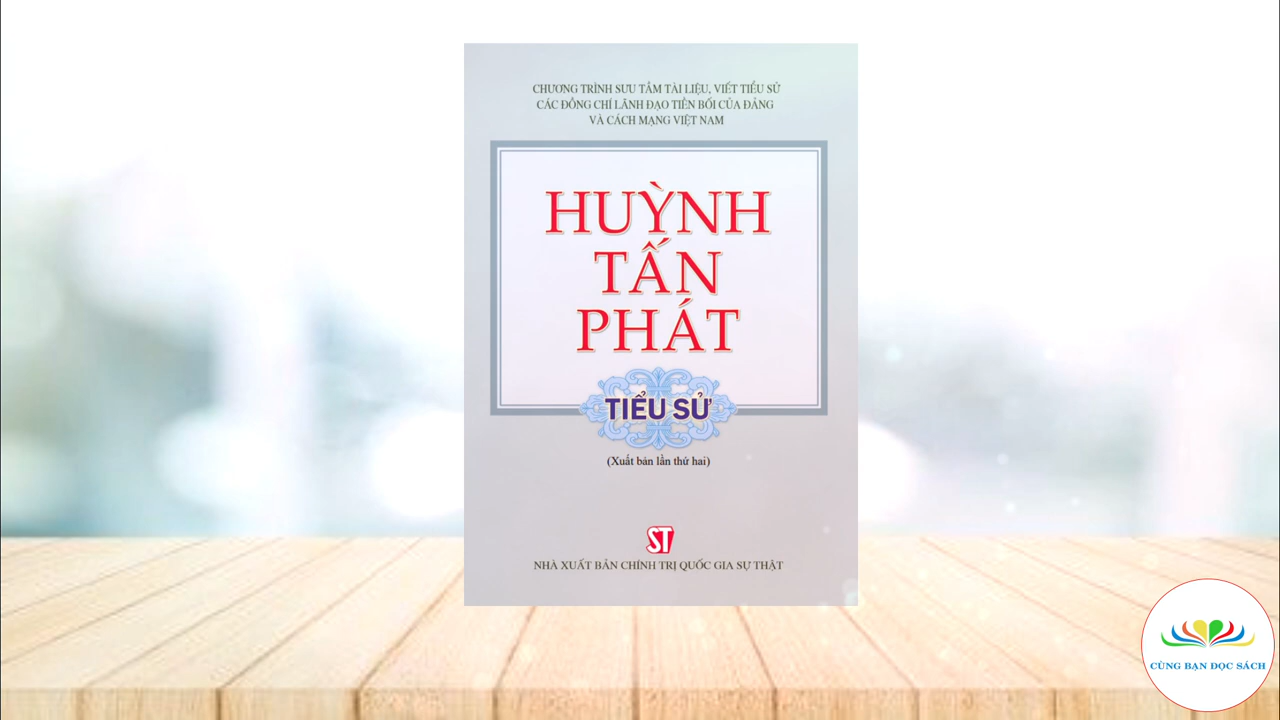 CHƯƠNG TRÌNH SƯU TẦM TÀI LIỆU, VIẾT TIỂU SỬ
CÁC ĐỒNG CHÍ LÃNH ĐẠO TIỀN BỐI CỦA ĐẢNG
VÀ CÁCH MẠNG VIỆT NAM
HUỲNH
TẤN
PHÁT
TIỂU SỬ
(Xuất bản lần thứ hai)
ST
NHÀ XUẤT BẢN CHÍNH TRỊ QUỐC GIA SỰ THẬT
CÙNG BẠN ĐỌC SÁCH